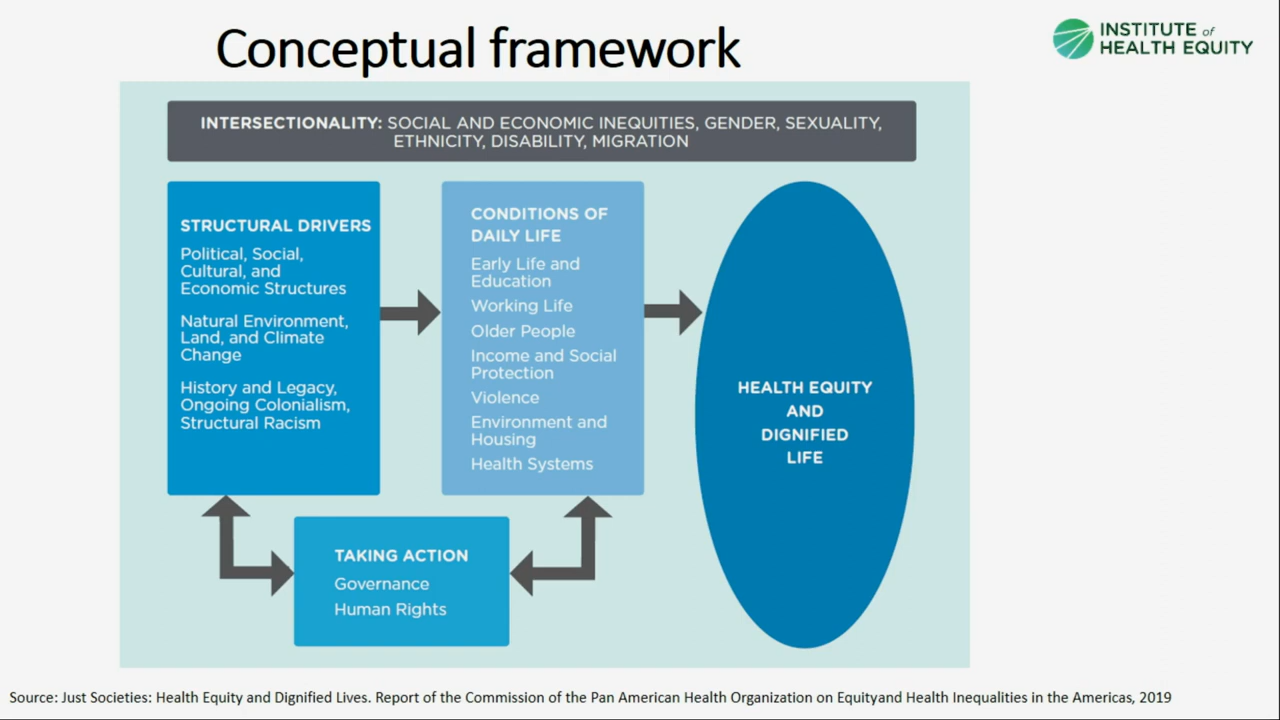 Conceptual framework
INSTITUTE of
HEALTH EQUITY
INTERSECTIONALITY: SOCIAL AND ECONOMIC INEQUITIES, GENDER, SEXUALITY,
ETHNICITY, DISABILITY, MIGRATION
STRUCTURAL DRIVERS
Political, Social,
Cultural, and
Economic Structures
Natural Environment,
Land, and Climate
Change
History and Legacy,
Ongoing Colonialism,
Structural Racism
CONDITIONS OF
DAILY LIFE
Early Life and
Education
Working Life
Older People
Income and Social
Protection
Violence
Environment and
Housing
Health Systems
HEALTH EQUITY
AND
DIGNIFIED
LIFE
TAKING ACTION
Governance
Human Rights
Source: Just Societies: Health Equity and Dignified Lives. Report of the Commission of the Pan American Health Organization on Equityand Health Inequalities in the Americas, 2019